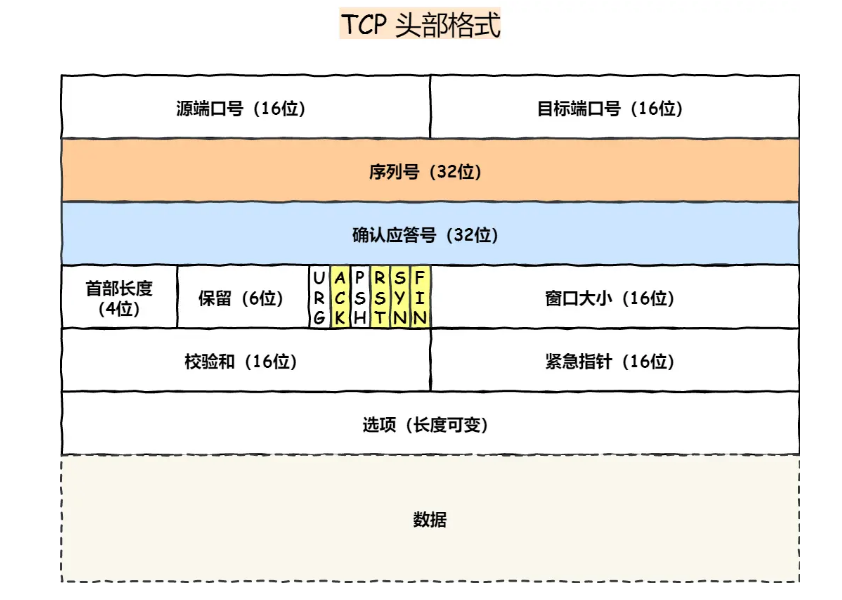 TCP 头部格式
源端口号（16位）
目标端口号（16位）
序列号（32位）
确认应答号（32位）
首部长度
（4位）
保留（6位）
URG
ACK
PSH
RST
SYN
FIN
窗口大小（16位）
校验和（16位）
紧急指针（16位）
选项（长度可变）
数据